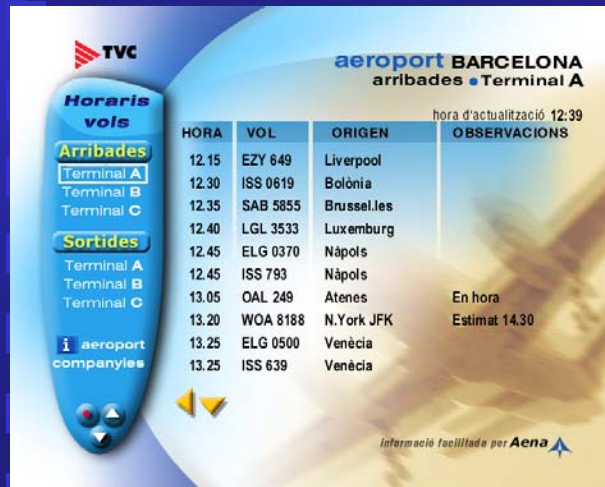 TVC
aeroport BARCELONA
arribades • Terminal A
hora d'actualització 12:39
Horaris
vols
Arribades
Terminal A
Terminal B
Terminal C
Sortides
Terminal A
Terminal B
Terminal C
i aeroport
companyies
HORA VOL ORIGEN OBSERVACIONS
12.15 EZY 649 Liverpool
12.30 ISS 0619 Bolònia
12.35 SAB 5855 Brussel.les
12.40 LGL 3533 Luxemburg
12.45 ELG 0370 Nàpols
12.45 ISS 793 Nàpols
13.05 OAL 249 Atenes En hora
13.20 WOA 8188 N.York JFK Estimat 14.30
13.25 ELG 0500 Venècia
13.25 ISS 639 Venècia
informació facilitada per Aena